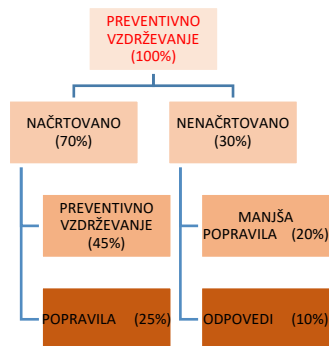 PREVENTIVNO
VZDRŽEVANJE
(100%)
NAČRTOVANO
(70%)
NENAČRTOVANO
(30%)
PREVENTIVNO
VZDRŽEVANJE
(45%)
MANJŠA
POPRAVILA (20%)
POPRAVILA (25%)
ODPOVEDI (10%)